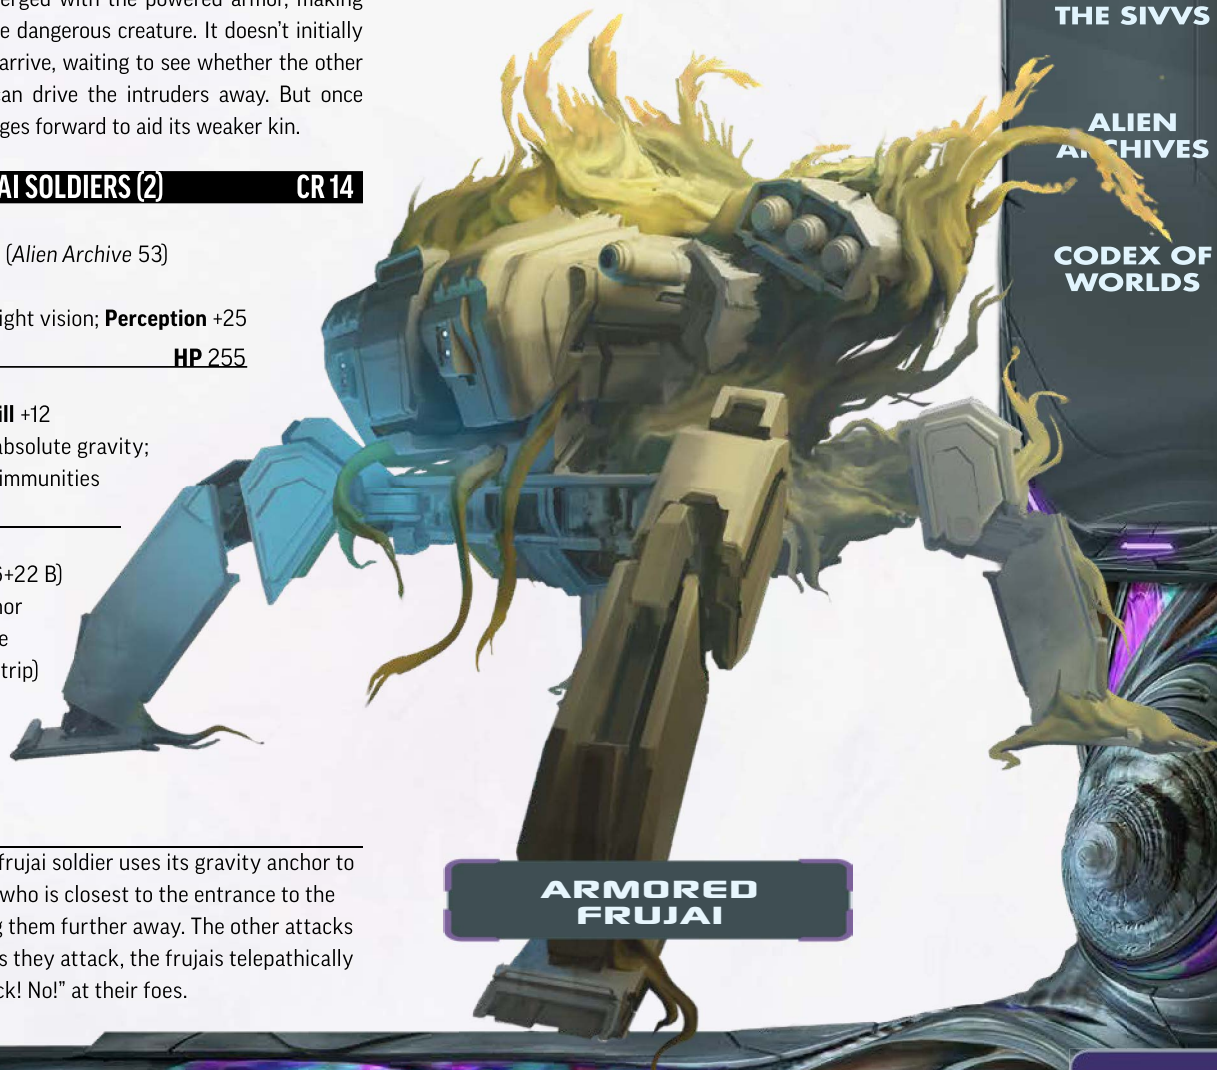 erged with the powered armor, making
e dangerous creature. It doesn’t initially
arrive, waiting to see whether the other
an drive the intruders away. But once
ges forward to aid its weaker kin.
AI SOLDIERS (2) CR 14
(Alien Archive 53)
ight vision; Perception +25
HP 255
ill +12
absolute gravity;
immunities
6+22 B)
hor
e
trip)
frujai soldier uses its gravity anchor to
who is closest to the entrance to the
g them further away. The other attacks
s they attack, the frujais telepathically
ck! No!” at their foes.
ARMORED
FRUJAI
THE SIVVS
ALIEN
ARCHIVES
CODEX OF
WORLDS